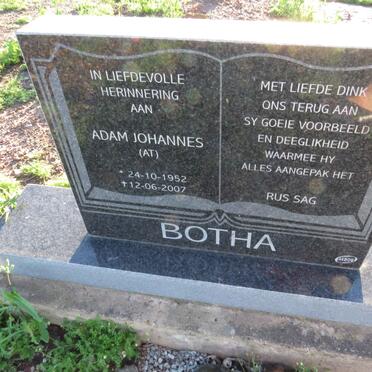 IN LIEFDEVOLLE
HERINNERING
AAN
ADAM JOHANNES
(AT)
* 24-10-1952
†12-06-2007
MET LIEFDE DINK
ONS TERUG AAN
SY GOEIE VOORBEELD
EN DEEGLIKHEID
WAARMEE HY
ALLES AANGEPAK HET
RUS SAG
BOTHA